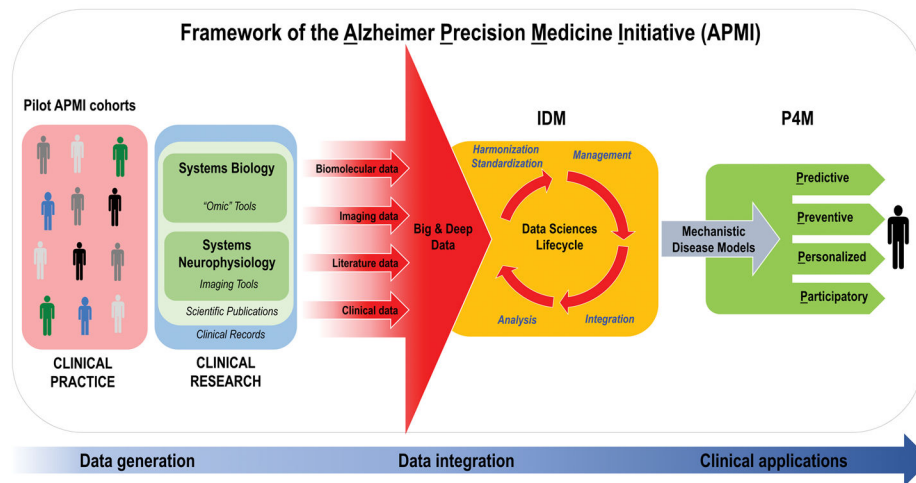 Framework of the Alzheimer Precision Medicine Initiative (APMI)
Pilot APMI cohorts
CLINICAL
PRACTICE
Systems Biology
“Omic” Tools
Systems
Neurophysiology
Imaging Tools
Scientific Publications
Clinical Records
CLINICAL
RESEARCH
Biomolecular data
Imaging data
Literature data
Clinical data
Big & Deep
Data
IDM
Harmonization
Standardization
Management
Data Sciences
Lifecycle
Analysis
Integration
Mechanistic
Disease Models
P4M
Predictive
Preventive
Personalized
Participatory
Data generation
Data integration
Clinical applications